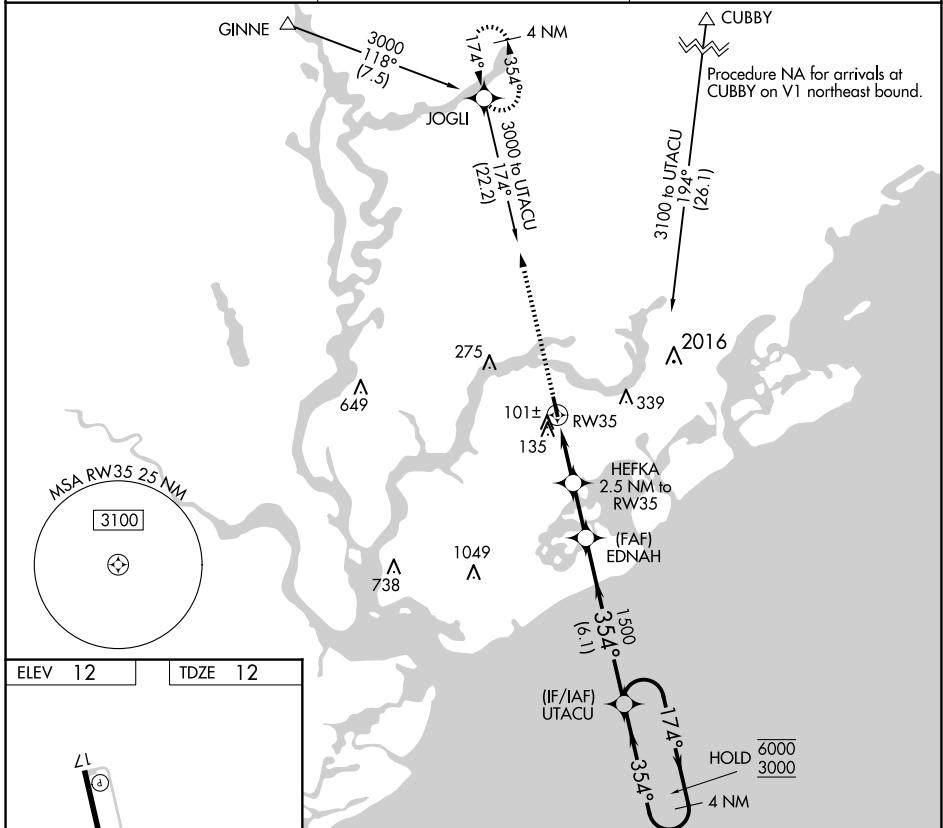 GINNE
3000
118°
(7.5)
174°
354°
4 NM
JOGLI
3000 to UTACU
174°
(22.2)
CUBBY
Procedure NA for arrivals at
CUBBY on V1 northeast bound.
3100 to UTACU
194°
(26.1)
2016
275
649
339
101±
RW35
135
HEFKA
2.5 NM to
RW35
MSA RW35 25 NM
3100
(FAF)
EDNAH
738
1049
1500
354°
(6.1)
ELEV 12
TDZE 12
(IF/IAF)
UTACU
174°
354°
HOLD
6000
3000
4 NM
17
P